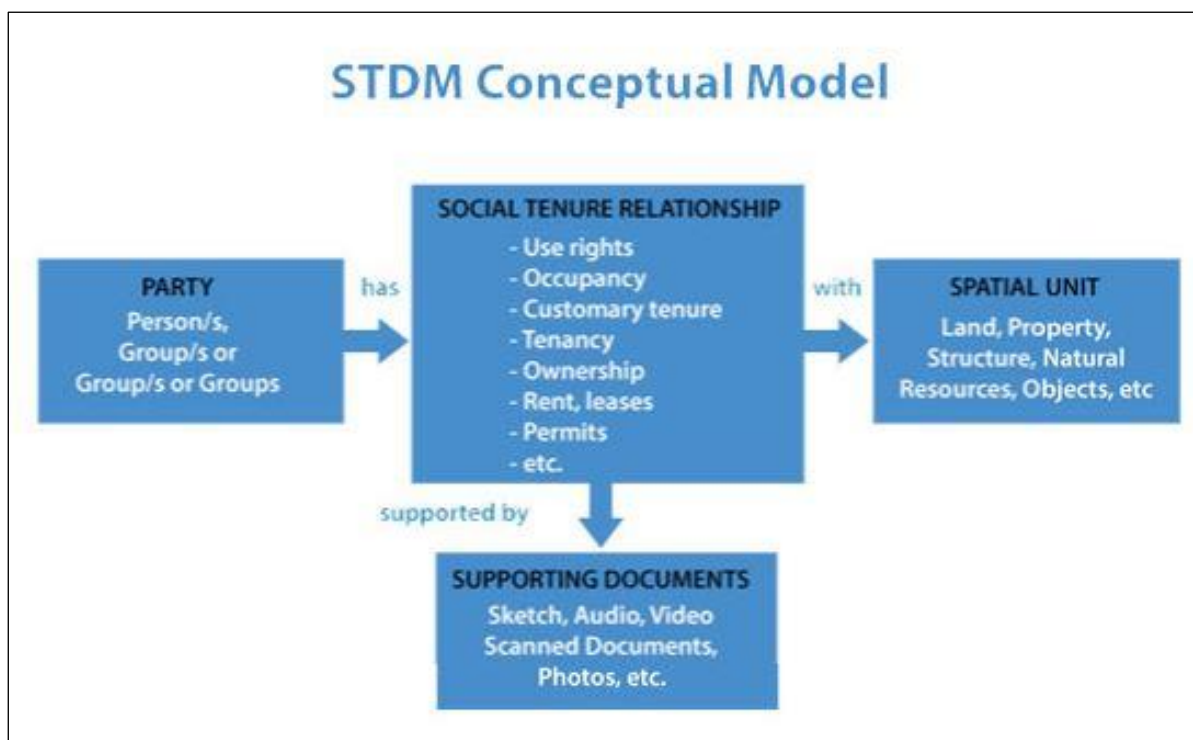 STDM Conceptual Model
PARTY
Person/s,
Group/s or
Group/s or Groups
has
SOCIAL TENURE RELATIONSHIP
- Use rights
- Occupancy
- Customary tenure
- Tenancy
- Ownership
- Rent, leases
- Permits
- etc.
with
SPATIAL UNIT
Land, Property,
Structure, Natural
Resources, Objects, etc
supported by
SUPPORTING DOCUMENTS
Sketch, Audio, Video
Scanned Documents,
Photos, etc.